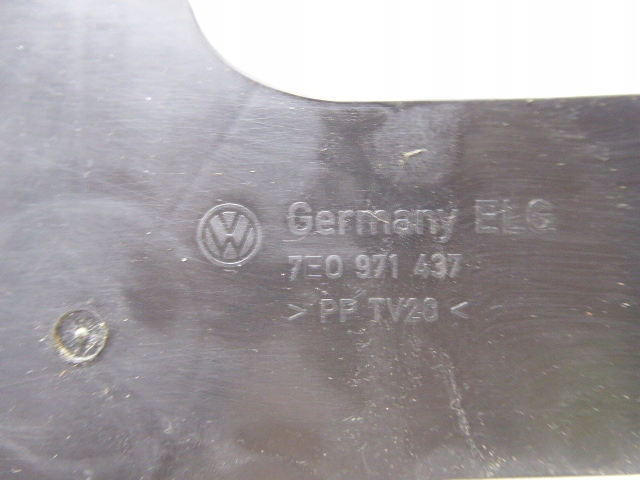 Germany ELG
7E0 971 437
> PP TV20 <